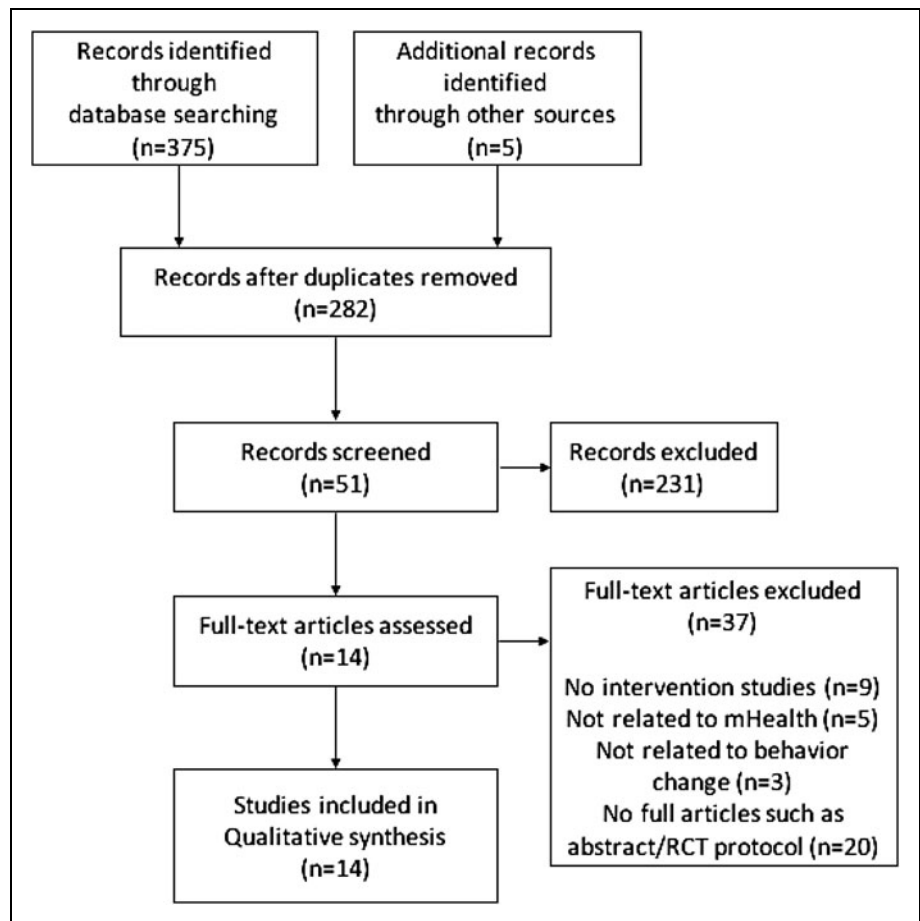 Records identified
through
database searching
(n=375)
Additional records
identified
through other sources
(n=5)
Records after duplicates removed
(n=282)
Records screened
(n=51)
Records excluded
(n=231)
Full-text articles assessed
(n=14)
Full-text articles excluded
(n=37)
No intervention studies (n=9)
Not related to mHealth (n=5)
Not related to behavior
change (n=3)
No full articles such as
abstract/RCT protocol (n=20)
Studies included in
Qualitative synthesis
(n=14)